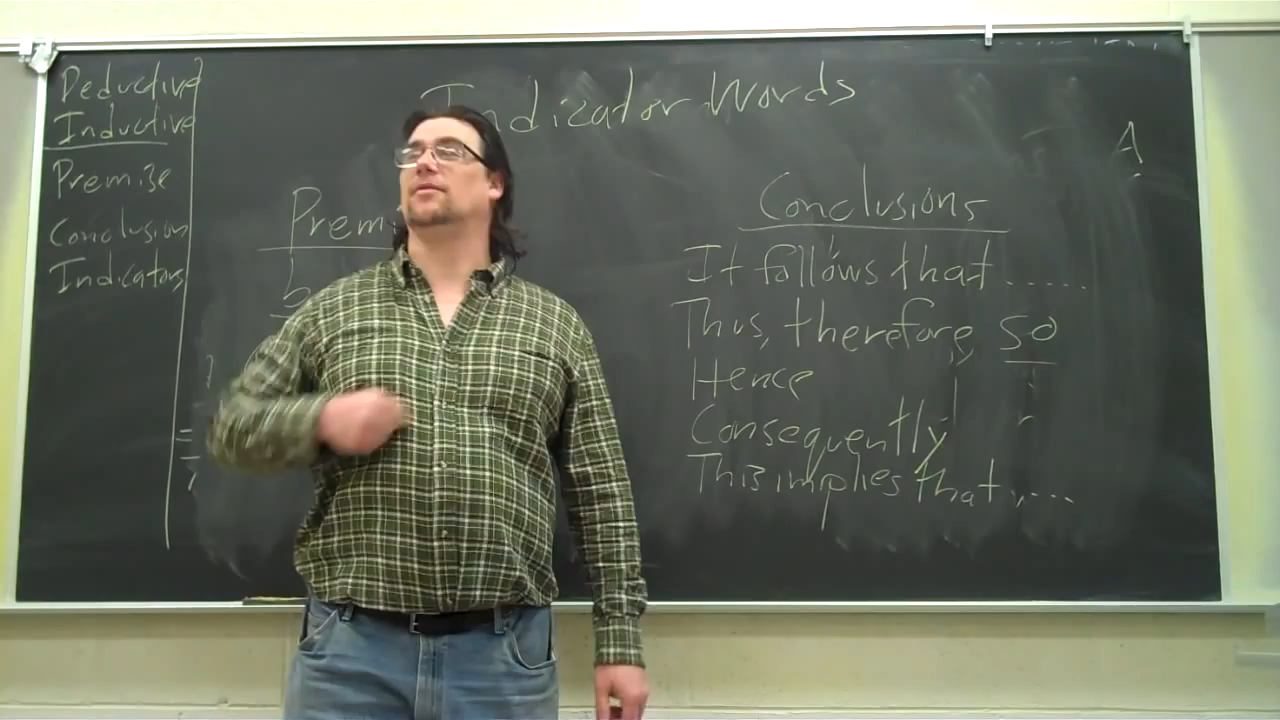 Deductive
Inductive
Premise
Conclusion
Indicators
Indicator Words
Prem
b
Conclusions
It follows that .....
Thus, therefore, so
Hence
Consequently
This implies that .....
A